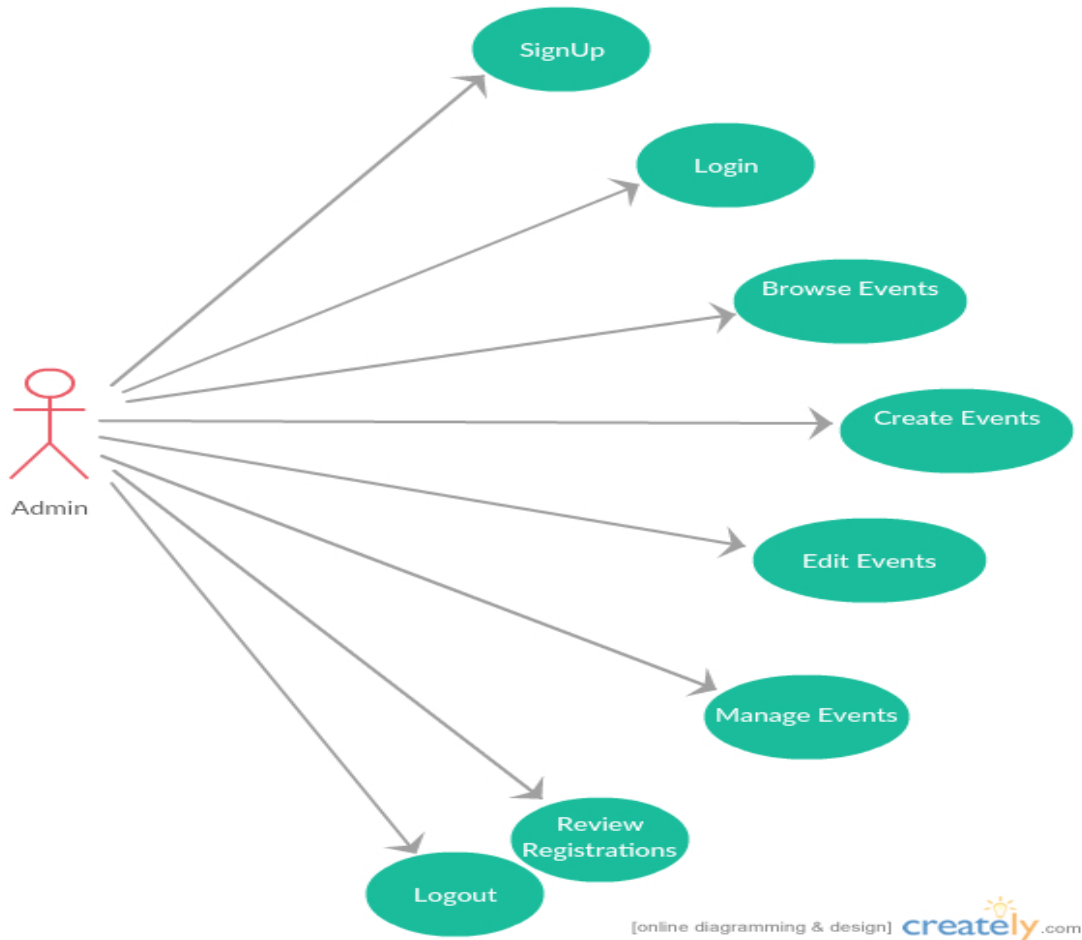 SignUp
Login
Browse Events
Create Events
Admin
Edit Events
Manage Events
Review
Registrations
Logout
[online diagramming & design] creately.com